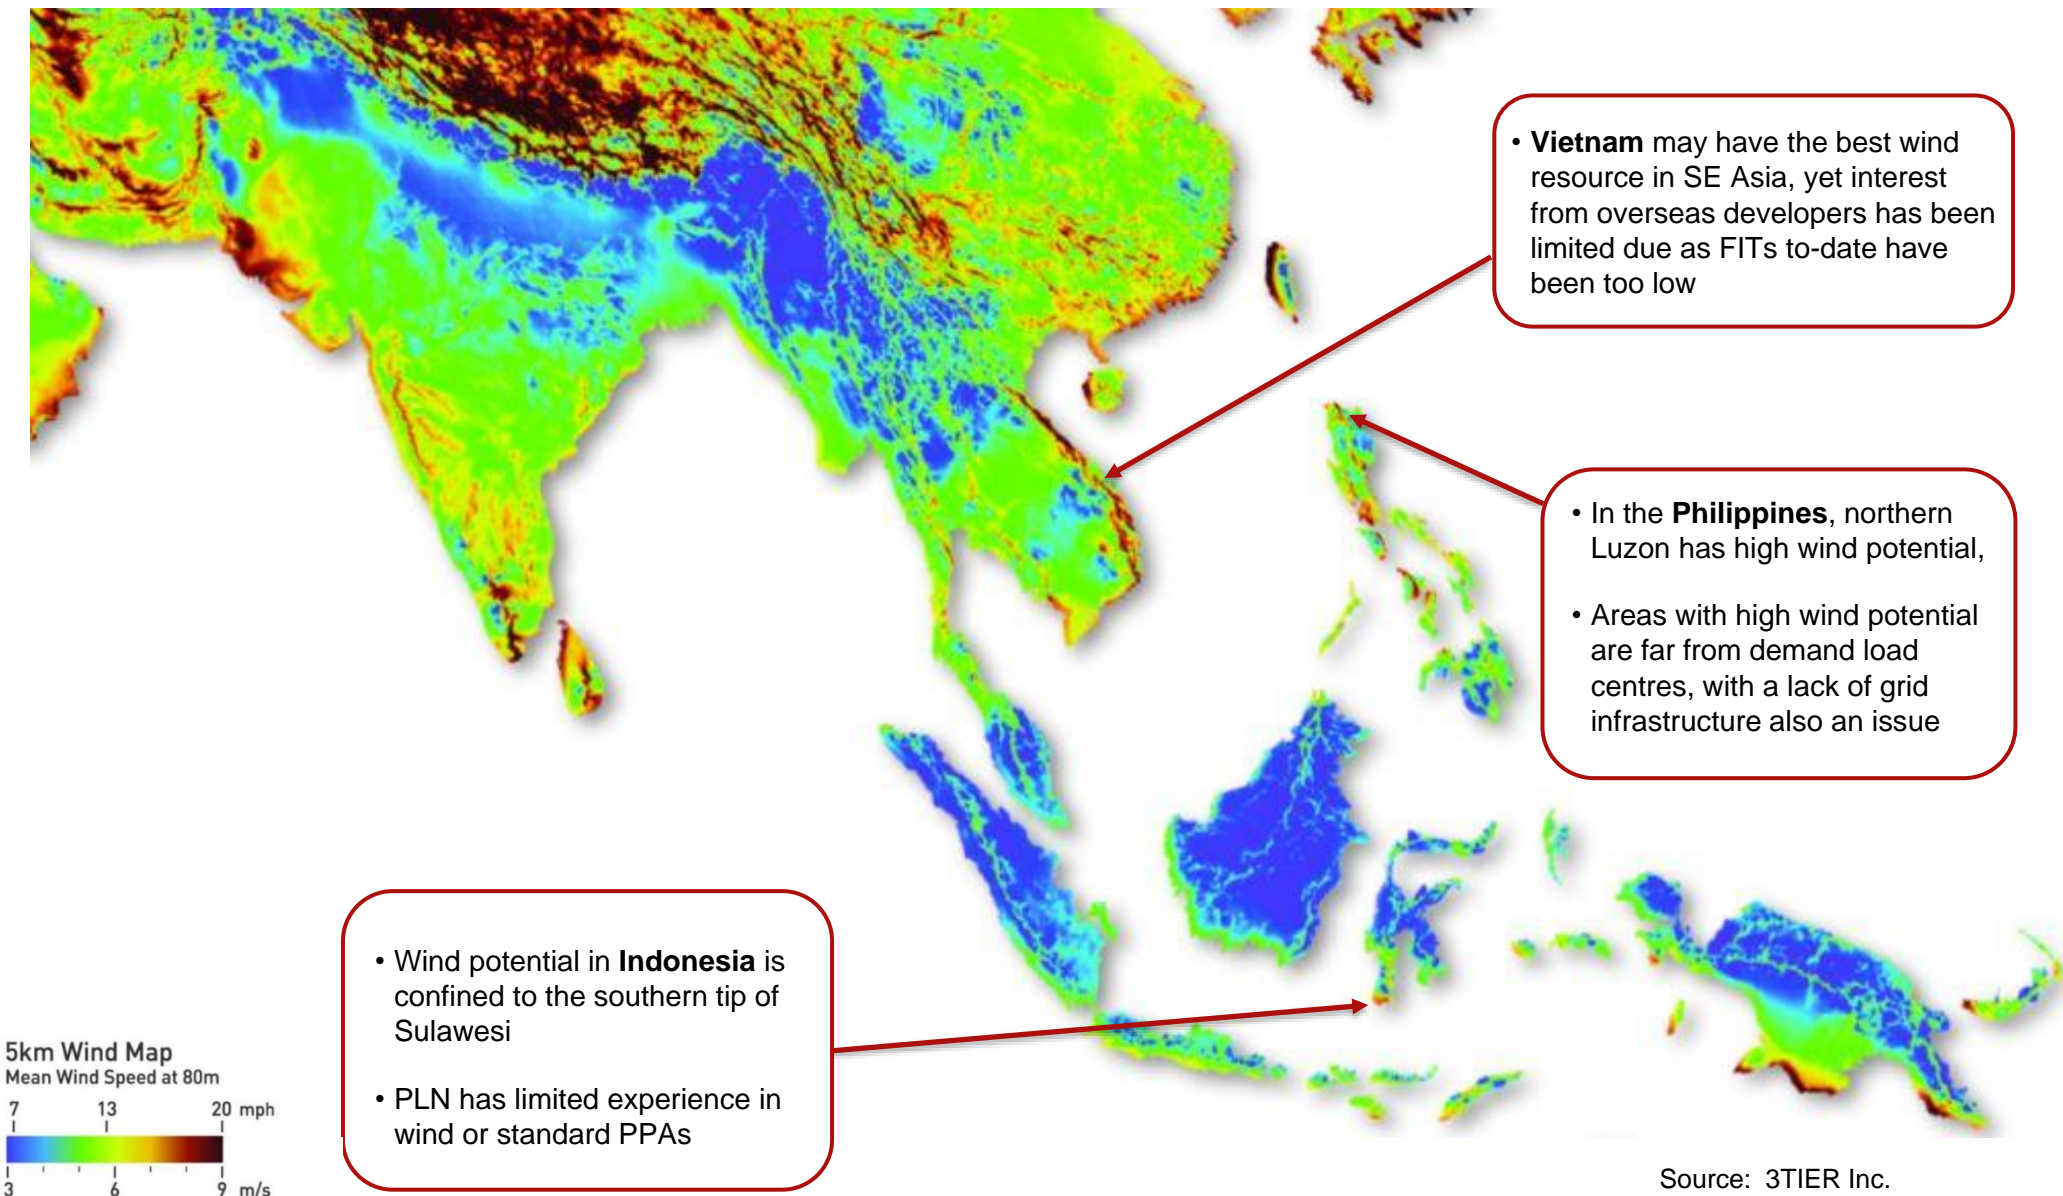 • Vietnam may have the best wind
resource in SE Asia, yet interest
from overseas developers has been
limited due as FITs to-date have
been too low
• In the Philippines, northern
Luzon has high wind potential,
• Areas with high wind potential
are far from demand load
centres, with a lack of grid
infrastructure also an issue
• Wind potential in Indonesia is
confined to the southern tip of
Sulawesi
• PLN has limited experience in
wind or standard PPAs
5km Wind Map
Mean Wind Speed at 80m
7 13 20 mph
3 6 9 m/s
Source: 3TIER Inc.